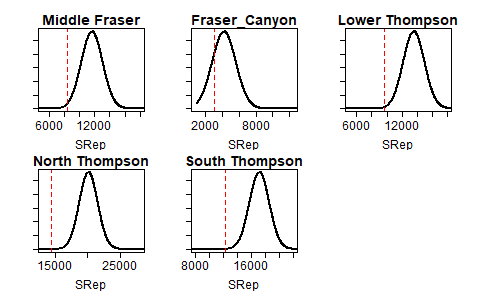 Middle Fraser Fraser_Canyon Lower Thompson
6000 12000 2000 8000 6000 12000
SRep SRep SRep
North Thompson South Thompson
15000 25000 8000 16000
SRep SRep